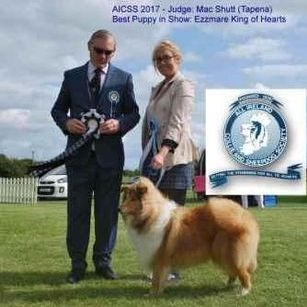 AICSS 2017 - Judge: Mac Shutt (Tapena)
Best Puppy in Show: Ezzmare King of Hearts
ALL IRELAND
COLLIE AND SHEEPDOG SOCIETY